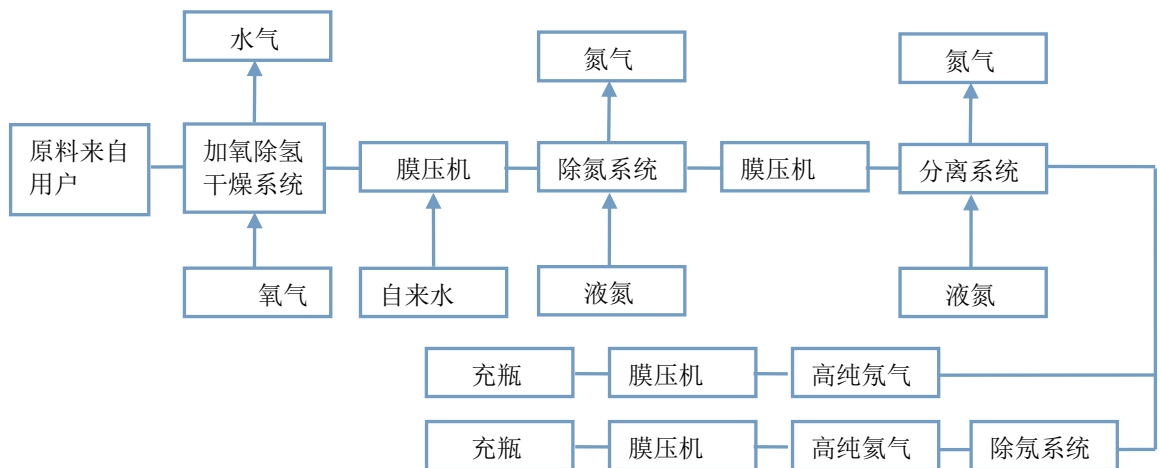 水气
氮气
氮气
原料来自
用户
加氧除氢
干燥系统
膜压机
除氮系统
膜压机
分离系统
氧气
自来水
液氮
液氮
充瓶
膜压机
高纯氖气
充瓶
膜压机
高纯氦气
除氖系统